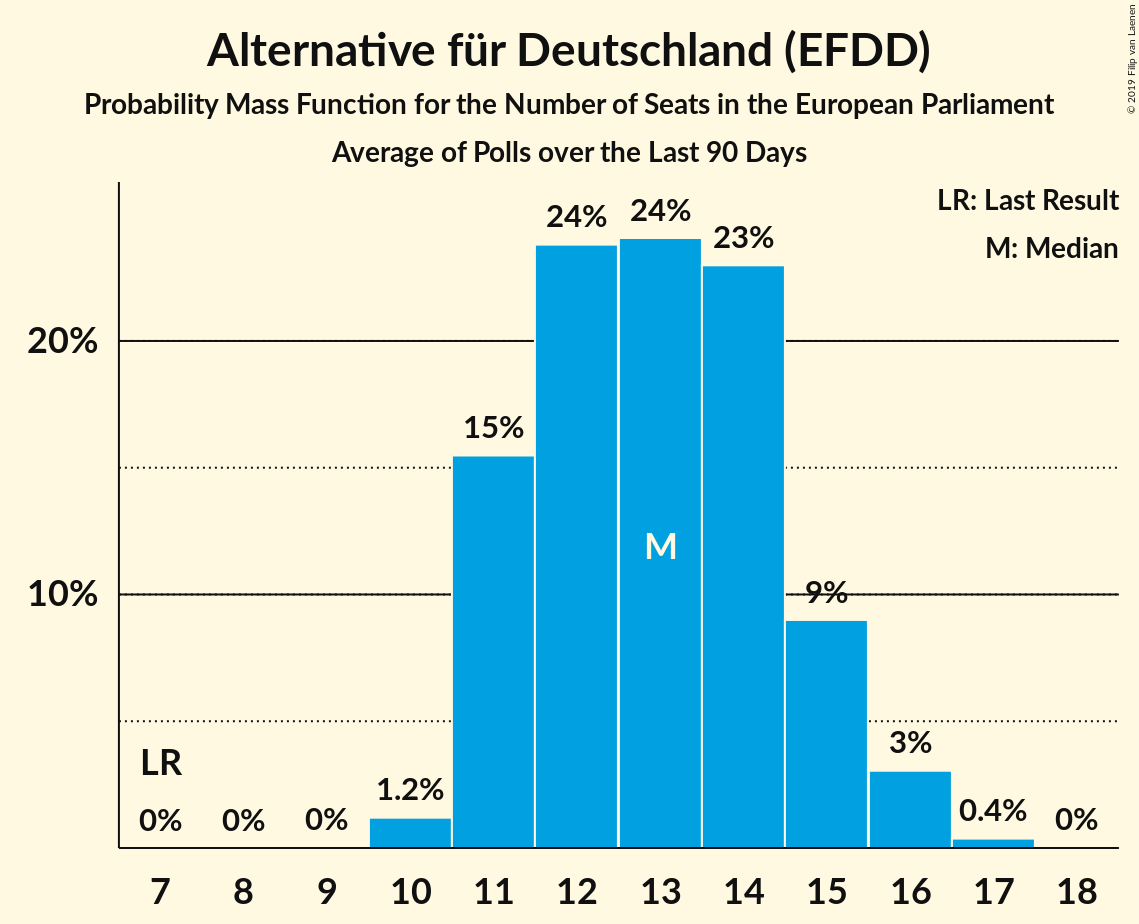 Alternative für Deutschland (EFDD)
Probability Mass Function for the Number of Seats in the European Parliament
Average of Polls over the Last 90 Days
© 2019 Filip van Laenen
LR: Last Result
M: Median
24%
24%
23%
20%
15%
M
10%
9%
LR
3%
1.2%
0%
0%
0%
0.4%
0%
7 8 9 10 11 12 13 14 15 16 17 18